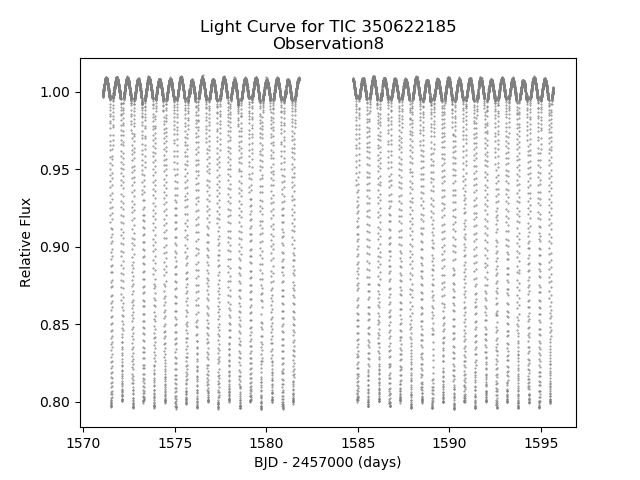 Light Curve for TIC 350622185
Observation8
1.00
0.95
0.90
0.85
0.80
Relative Flux
1570
1575
1580
1585
1590
1595
BJD - 2457000 (days)